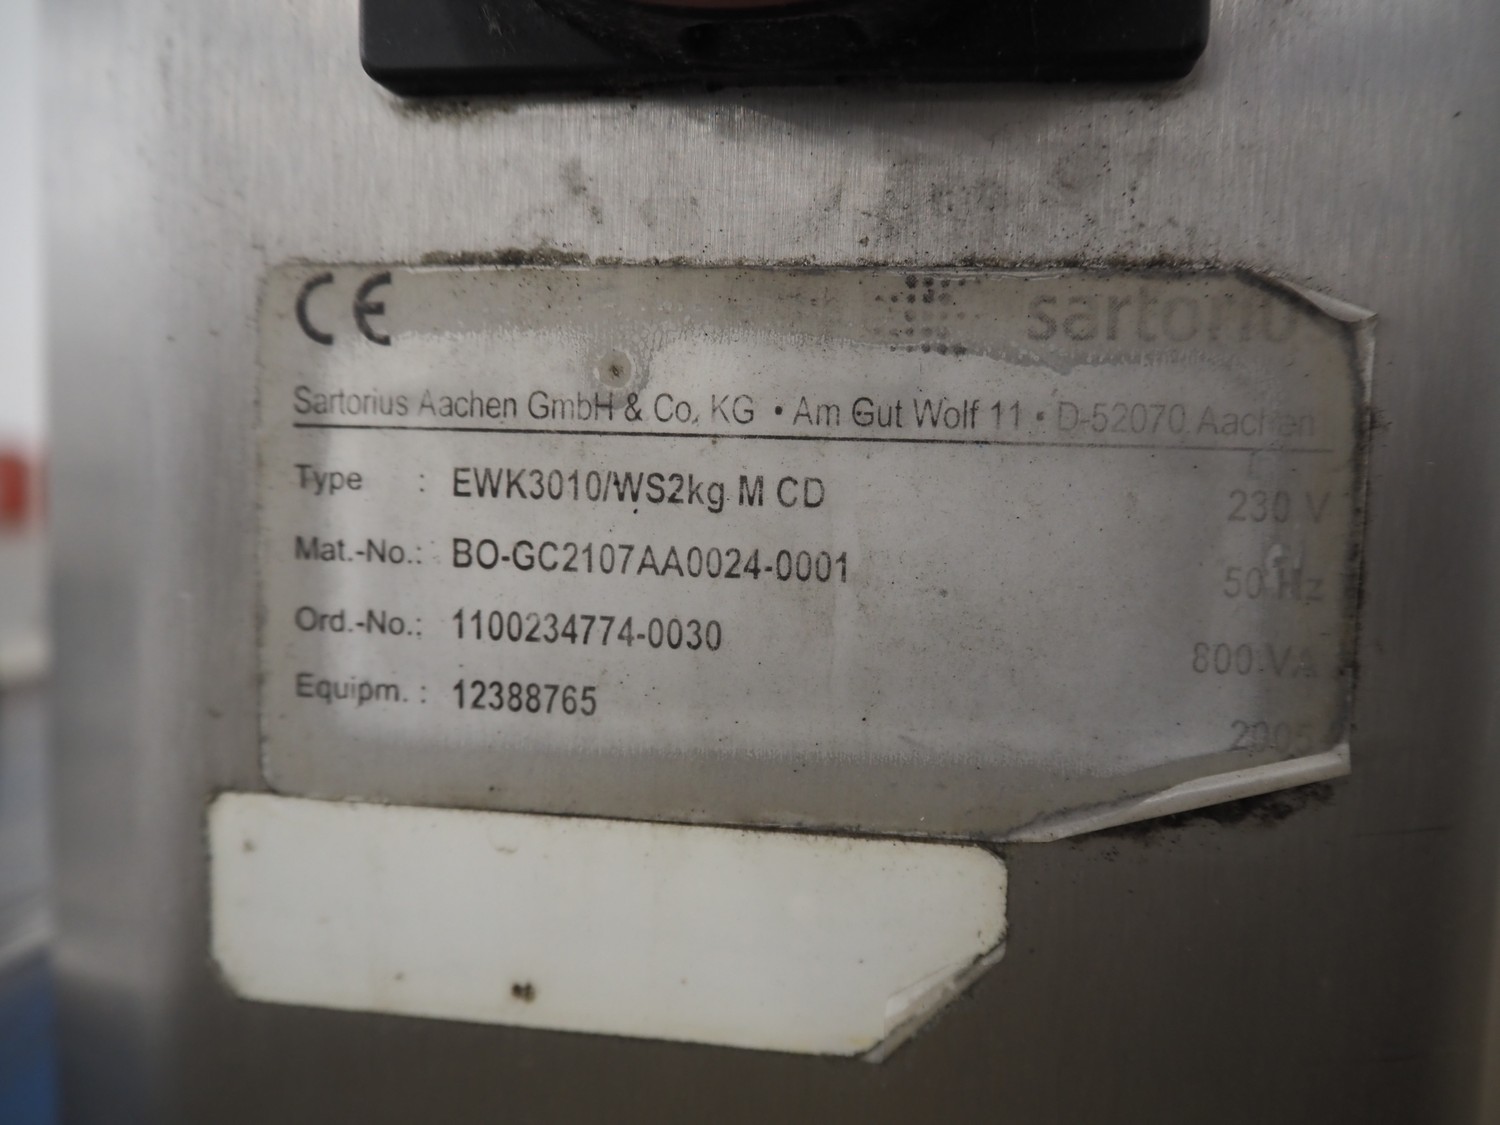 CE sartorius
Sartorius Aachen GmbH & Co. KG • Am Gut Wolf 11 • D-52070 Aachen
Type : EWK3010/WS2kg M CD 230 V
Mat.-No.: BO-GC2107AA0024-0001 50 Hz
Ord.-No.: 1100234774-0030 800 VA
Equipm. : 12388765 2005